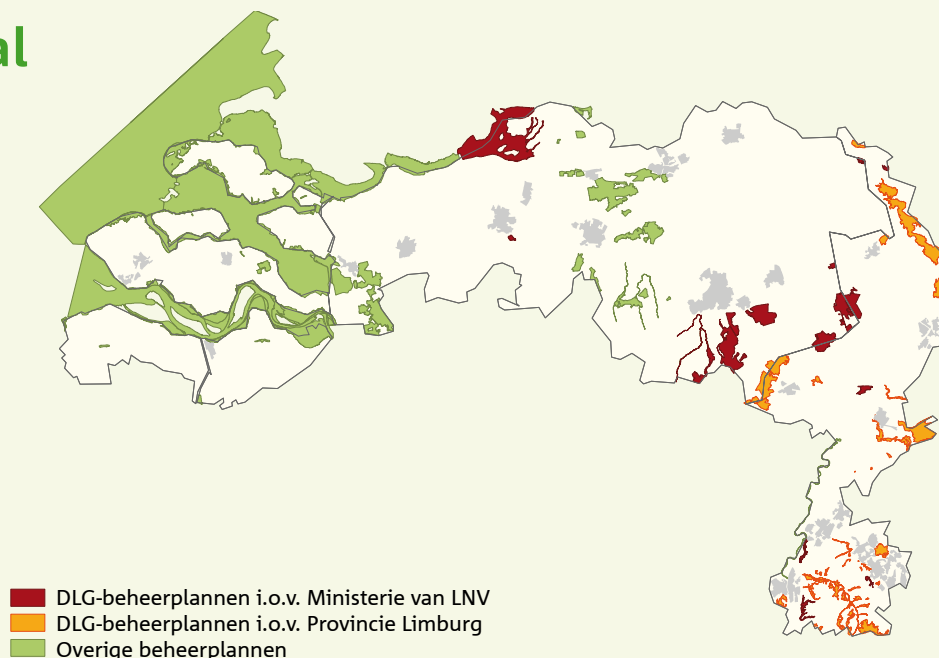 al
DLG-beheerplannen i.o.v. Ministerie van LNV
DLG-beheerplannen i.o.v. Provincie Limburg
Overige beheerplannen